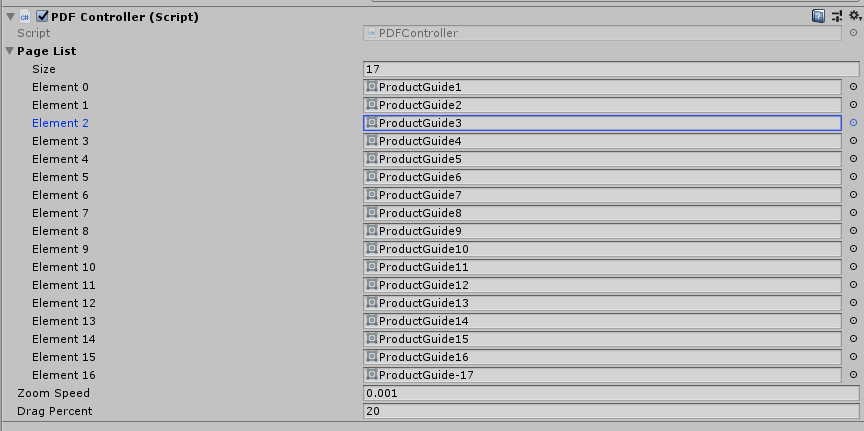 PDF Controller (Script)
Script PDFController
Page List
Size 17
Element 0 ProductGuide1
Element 1 ProductGuide2
Element 2 ProductGuide3
Element 3 ProductGuide4
Element 4 ProductGuide5
Element 5 ProductGuide6
Element 6 ProductGuide7
Element 7 ProductGuide8
Element 8 ProductGuide9
Element 9 ProductGuide10
Element 10 ProductGuide11
Element 11 ProductGuide12
Element 12 ProductGuide13
Element 13 ProductGuide14
Element 14 ProductGuide15
Element 15 ProductGuide16
Element 16 ProductGuide-17
Zoom Speed 0.001
Drag Percent 20